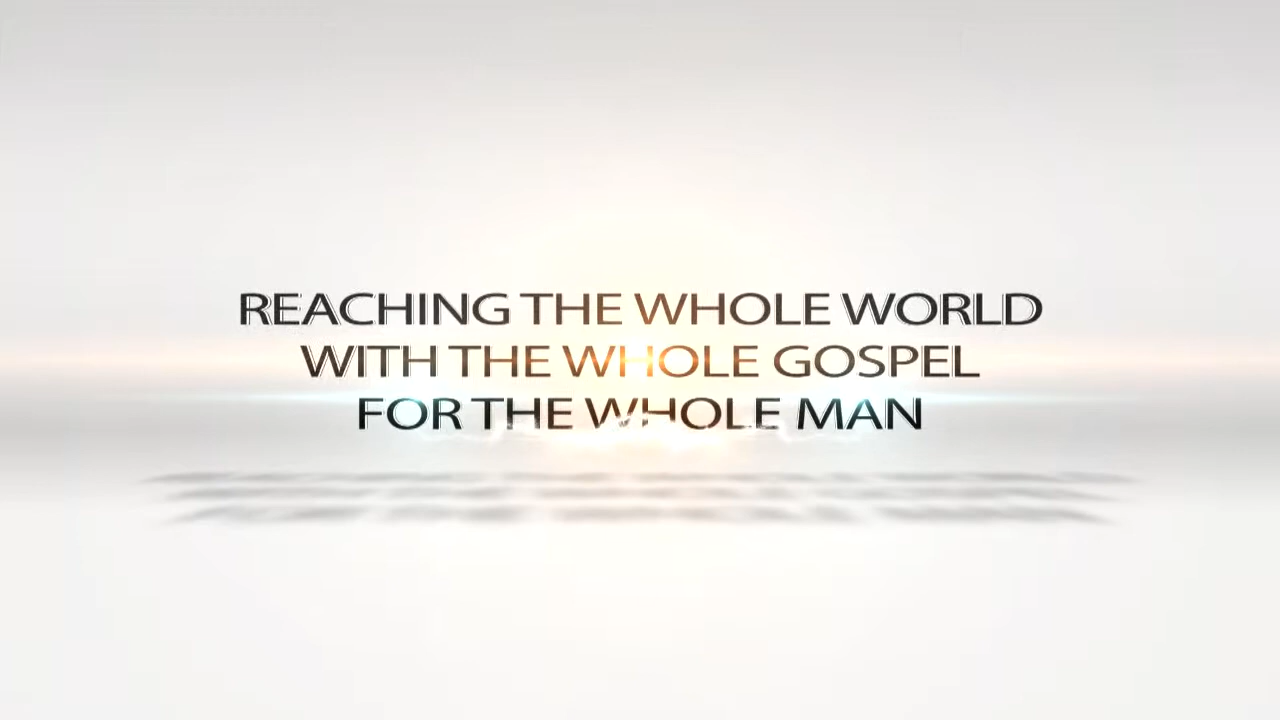 REACHING THE WHOLE WORLD
WITH THE WHOLE GOSPEL
FOR THE WHOLE MAN